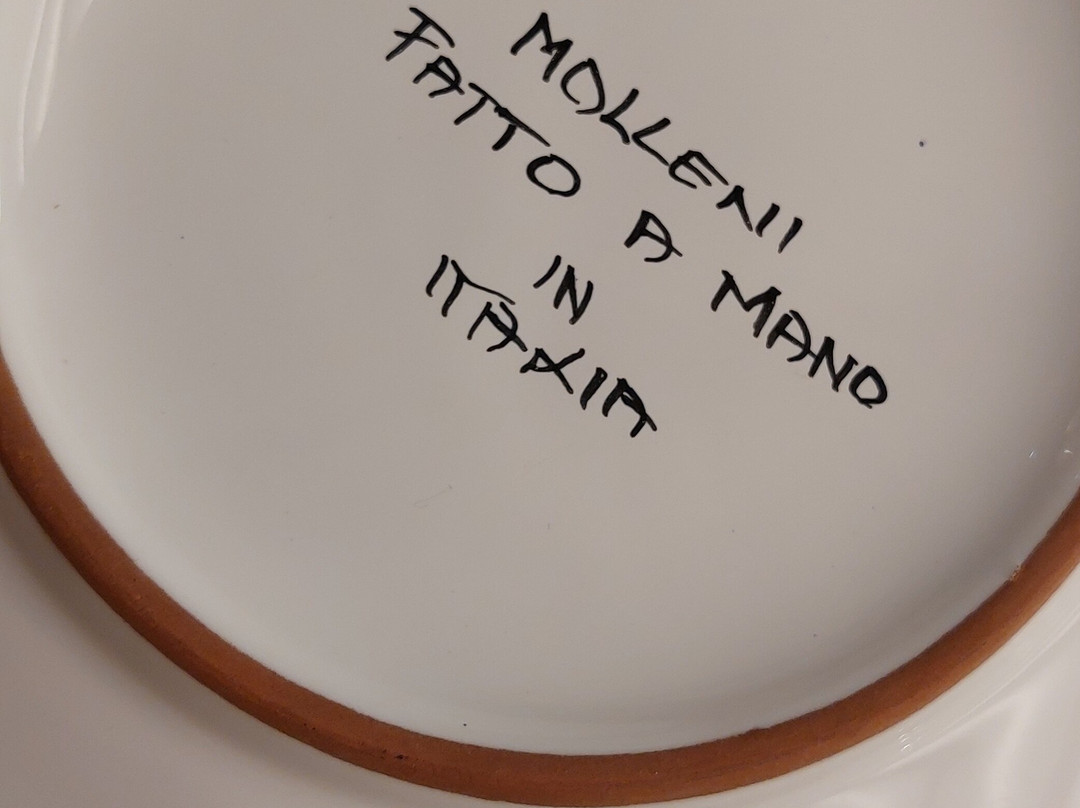 MOLLENI
FATTO A MANO
IN
ITALIA